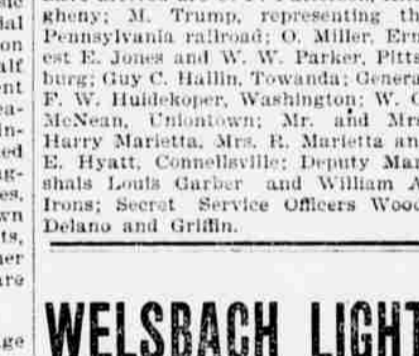 gheny; M. Trump, representing th
Pennsylvania railroad; O. Miller, Ern
est E. Jones and W. W. Parker, Pitts
burg; Guy C. Hallin, Towanda; Genera
F. W. Huidekoper, Washington; W. C
McNean, Uniontown; Mr. and Mrs
Harry Marietta, Mrs. R. Marietta an
E. Hyatt, Connellsville; Deputy Mar
shals Louis Garber and William A
Irons; Secret Service Officers Wood
Delano and Griffin.
WELSBACH LIGHT